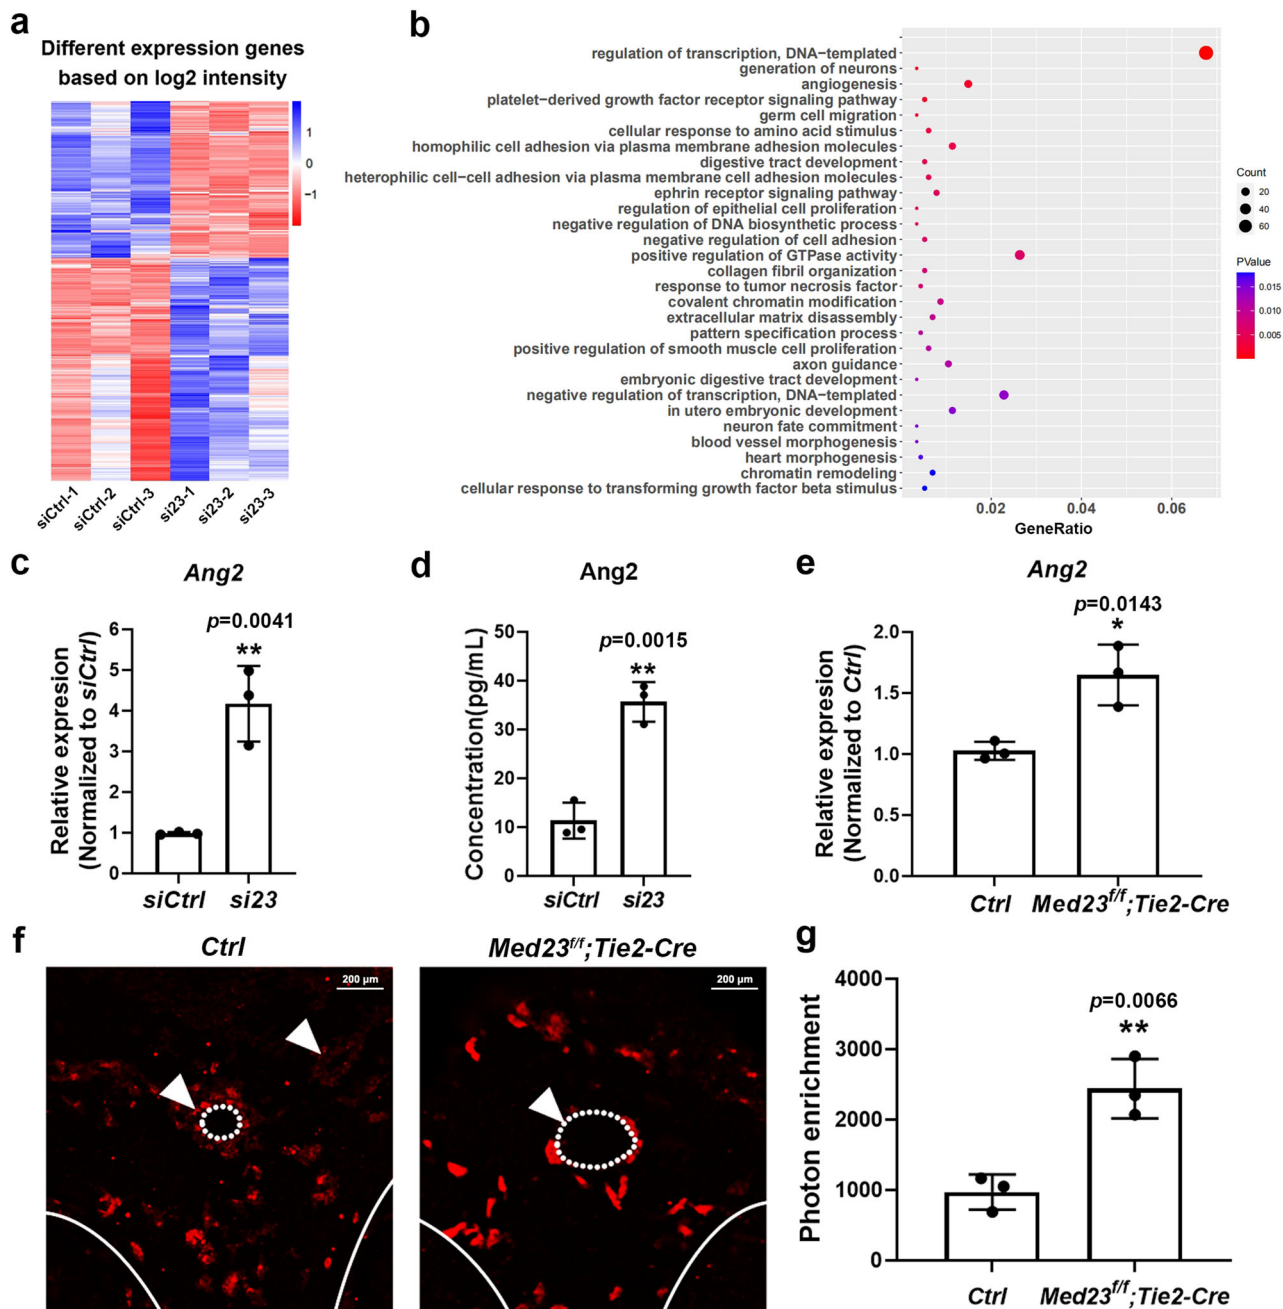 a
Different expression genes
based on log2 intensity
1
0
−1
siCtrl-1
siCtrl-2
siCtrl-3
si23-1
si23-2
si23-3
b
regulation of transcription, DNA−templated
generation of neurons
angiogenesis
platelet−derived growth factor receptor signaling pathway
germ cell migration
cellular response to amino acid stimulus
homophilic cell adhesion via plasma membrane adhesion molecules
digestive tract development
heterophilic cell−cell adhesion via plasma membrane cell adhesion molecules
ephrin receptor signaling pathway
regulation of epithelial cell proliferation
negative regulation of DNA biosynthetic process
negative regulation of cell adhesion
positive regulation of GTPase activity
collagen fibril organization
response to tumor necrosis factor
covalent chromatin modification
extracellular matrix disassembly
pattern specification process
positive regulation of smooth muscle cell proliferation
axon guidance
embryonic digestive tract development
negative regulation of transcription, DNA−templated
in utero embryonic development
neuron fate commitment
blood vessel morphogenesis
heart morphogenesis
chromatin remodeling
cellular response to transforming growth factor beta stimulus
0.02
0.04
0.06
GeneRatio
Count
20
40
60
PValue
0.015
0.010
0.005
c
Ang2
p=0.0041
**
Relative expresion
(Normalized to siCtrl)
6
5
4
3
2
1
0
siCtrl
si23
d
Ang2
p=0.0015
**
Concentration(pg/mL)
50
40
30
20
10
0
siCtrl
si23
e
Ang2
p=0.0143
*
Relative expresion
(Normalized to Ctrl)
2.0
1.5
1.0
0.5
0.0
Ctrl
Med23f/f;Tie2-Cre
f
Ctrl
200 μm
Med23f/f;Tie2-Cre
200 μm
g
p=0.0066
**
Photon enrichment
4000
3000
2000
1000
0
Ctrl
Med23f/f;Tie2-Cre